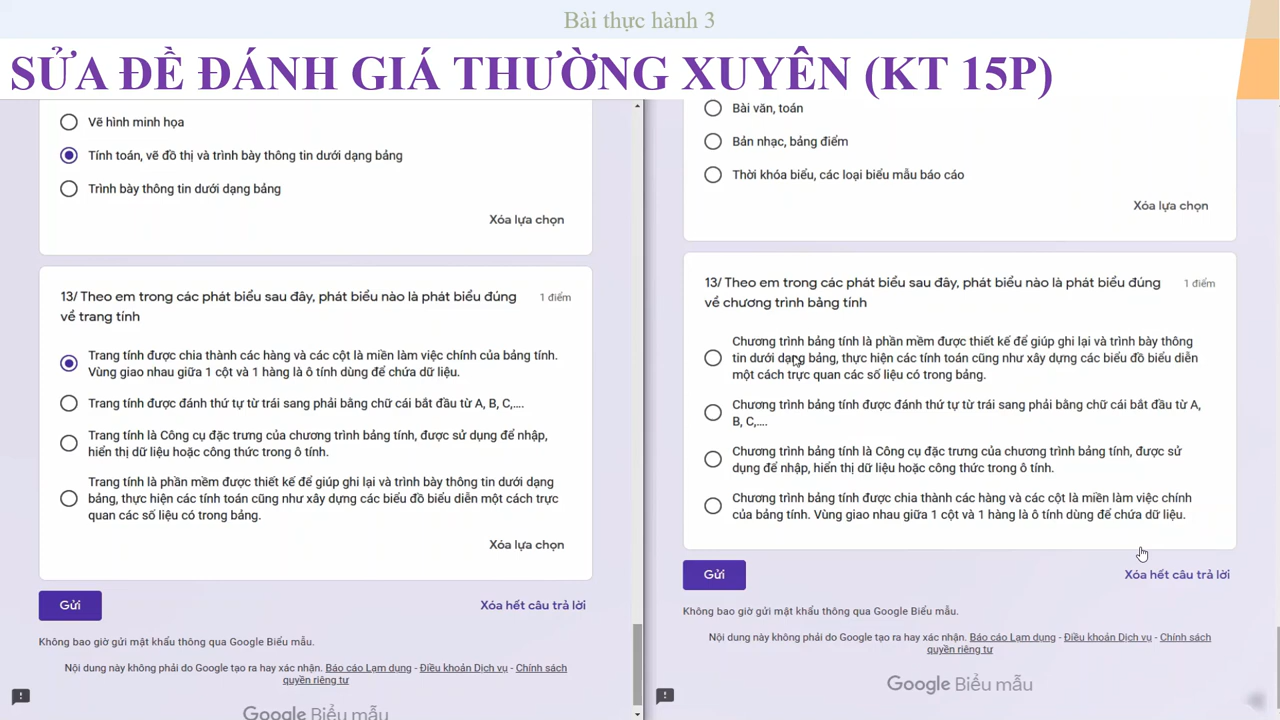 Bài thực hành 3
SỬA ĐỀ ĐÁNH GIÁ THƯỜNG XUYÊN (KT 15P)
Vẽ hình minh họa
Tính toán, vẽ đồ thị và trình bày thông tin dưới dạng bảng
Trình bày thông tin dưới dạng bảng
Xóa lựa chọn
13/ Theo em trong các phát biểu sau đây, phát biểu nào là phát biểu đúng
về trang tính
1 điểm
Trang tính được chia thành các hàng và các cột là miền làm việc chính của bảng tính.
Vùng giao nhau giữa 1 cột và 1 hàng là ô tính dùng để chứa dữ liệu.
Trang tính được đánh thứ tự từ trái sang phải bằng chữ cái bắt đầu từ A, B, C,....
Trang tính là Công cụ đặc trưng của chương trình bảng tính, được sử dụng để nhập,
hiển thị dữ liệu hoặc công thức trong ô tính.
Trang tính là phần mềm được thiết kế để giúp ghi lại và trình bày thông tin dưới dạng
bảng, thực hiện các tính toán cũng như xây dựng các biểu đồ biểu diễn một cách trực
quan các số liệu có trong bảng.
Xóa lựa chọn
Gửi
Xóa hết câu trả lời
Không bao giờ gửi mật khẩu thông qua Google Biểu mẫu.
Nội dung này không phải do Google tạo ra hay xác nhận. Báo cáo Lạm dụng - Điều khoản Dịch vụ - Chính sách
quyền riêng tư
Google Biểu mẫu
Bài văn, toán
Bản nhạc, bảng điểm
Thời khóa biểu, các loại biểu mẫu báo cáo
Xóa lựa chọn
13/ Theo em trong các phát biểu sau đây, phát biểu nào là phát biểu đúng
về chương trình bảng tính
1 điểm
Chương trình bảng tính là phần mềm được thiết kế để giúp ghi lại và trình bày thông
tin dưới dạng bảng, thực hiện các tính toán cũng như xây dựng các biểu đồ biểu diễn
một cách trực quan các số liệu có trong bảng.
Chương trình bảng tính được đánh thứ tự từ trái sang phải bằng chữ cái bắt đầu từ A,
B, C,....
Chương trình bảng tính là Công cụ đặc trưng của chương trình bảng tính, được sử
dụng để nhập, hiển thị dữ liệu hoặc công thức trong ô tính.
Chương trình bảng tính được chia thành các hàng và các cột là miền làm việc chính
của bảng tính. Vùng giao nhau giữa 1 cột và 1 hàng là ô tính dùng để chứa dữ liệu.
Gửi
Xóa hết câu trả lời
Không bao giờ gửi mật khẩu thông qua Google Biểu mẫu.
Nội dung này không phải do Google tạo ra hay xác nhận. Báo cáo Lạm dụng - Điều khoản Dịch vụ - Chính sách
quyền riêng tư
Google Biểu mẫu